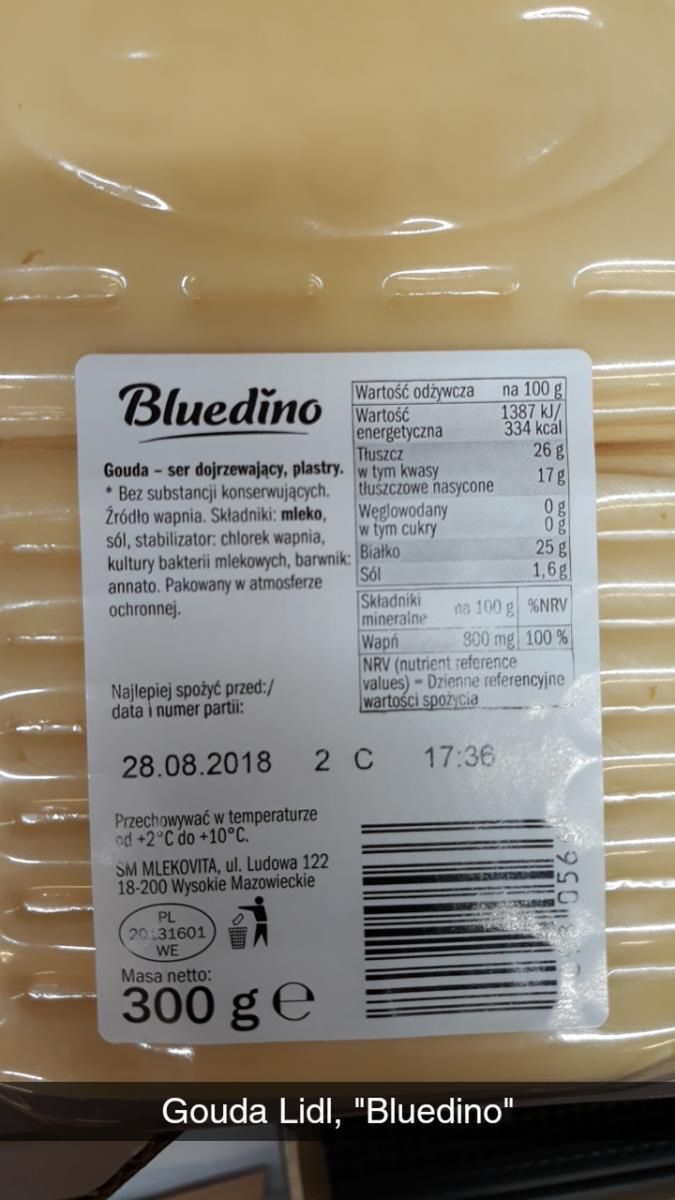 Bluedino
Gouda – ser dojrzewający, plastry.
* Bez substancji konserwujących.
Źródło wapnia. Składniki: mleko,
sól, stabilizator: chlorek wapnia,
kultury bakterii mlekowych, barwnik:
annato. Pakowany w atmosferze
ochronnej.
Wartość odżywcza na 100 g
Wartość 1387 kJ/
energetyczna 334 kcal
Tłuszcz 26 g
w tym kwasy
tłuszczowe nasycone 17 g
Węglowodany 0 g
w tym cukry 0 g
Białko 25 g
Sól 1,6 g
Składniki
mineralne na 100 g %NRV
Wapń 800 mg 100 %
NRV (nutrient reference
values) – Dzienne referencyjne
wartości spożycia
Najlepiej spożyć przed:/
data i numer partii:
28.08.2018 2 C 17:36
Przechowywać w temperaturze
od +2°C do +10°C.
SM MLEKOVITA, ul. Ludowa 122
18-200 Wysokie Mazowieckie
PL
20131601
WE
Masa netto:
300 g e
Gouda Lidl, "Bluedino"